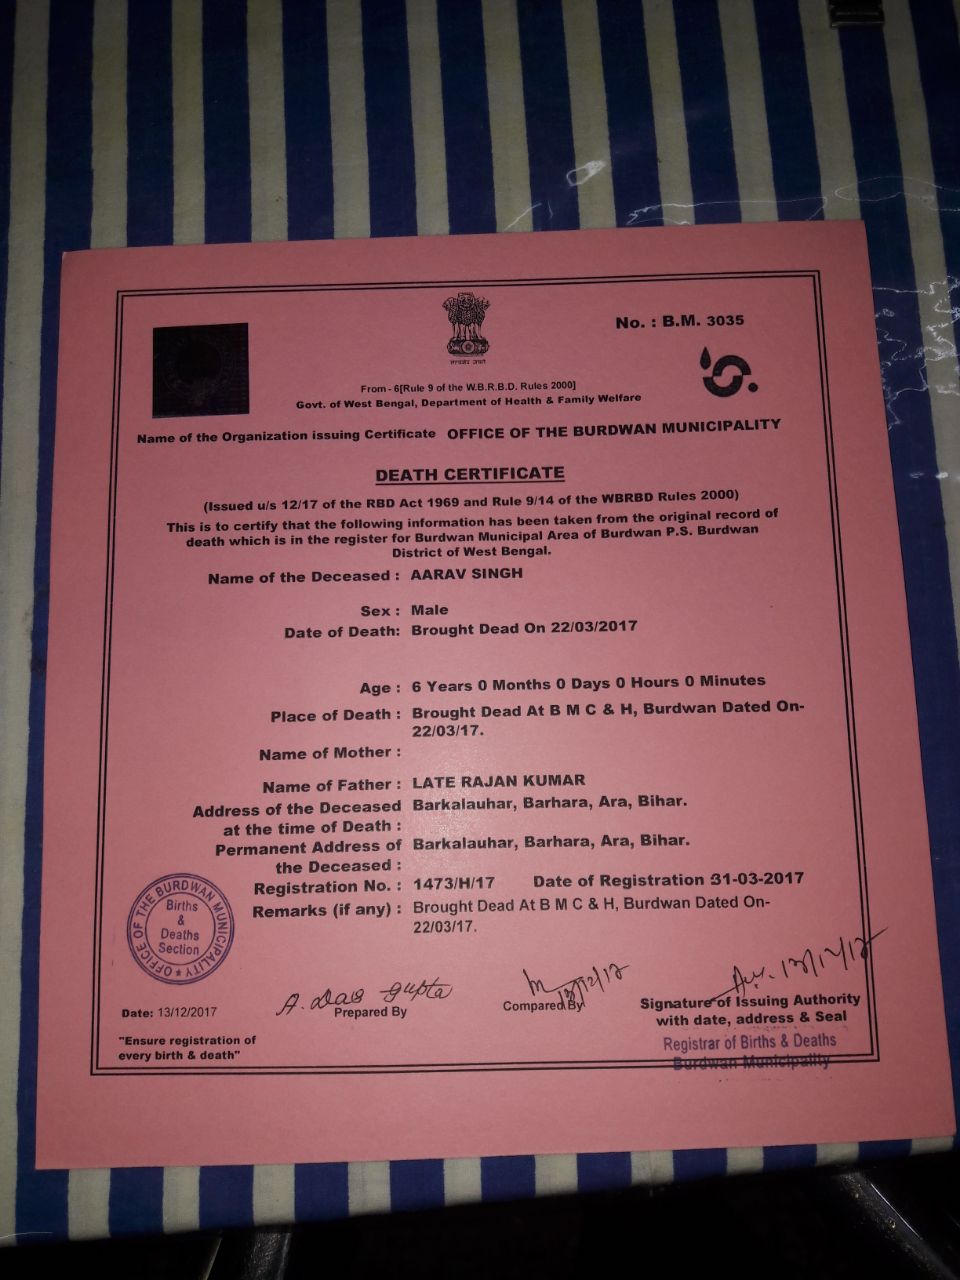 No. : B.M. 3035
सत्यमेव जयते
From - 6[Rule 9 of the W.B.R.B.D. Rules 2000]
Govt. of West Bengal, Department of Health & Family Welfare
Name of the Organization issuing Certificate OFFICE OF THE BURDWAN MUNICIPALITY
DEATH CERTIFICATE
(Issued u/s 12/17 of the RBD Act 1969 and Rule 9/14 of the WBRBD Rules 2000)
This is to certify that the following information has been taken from the original record of
death which is in the register for Burdwan Municipal Area of Burdwan P.S. Burdwan
District of West Bengal.
Name of the Deceased : AARAV SINGH
Sex : Male
Date of Death: Brought Dead On 22/03/2017
Age : 6 Years 0 Months 0 Days 0 Hours 0 Minutes
Place of Death : Brought Dead At B M C & H, Burdwan Dated On-
22/03/17.
Name of Mother :
Name of Father : LATE RAJAN KUMAR
Address of the Deceased Barkalauhar, Barhara, Ara, Bihar.
at the time of Death :
Permanent Address of Barkalauhar, Barhara, Ara, Bihar.
the Deceased :
Registration No. : 1473/H/17 Date of Registration 31-03-2017
Remarks (if any) : Brought Dead At B M C & H, Burdwan Dated On-
22/03/17.
OFFICE OF THE BURDWAN MUNICIPALITY
Births
&
Deaths
Section
A. Das Gupta
13/12/17
13/12/17
Date: 13/12/2017
Prepared By
Compared By
Signature of Issuing Authority
with date, address & Seal
Registrar of Births & Deaths
Burdwan Municipality
"Ensure registration of
every birth & death"